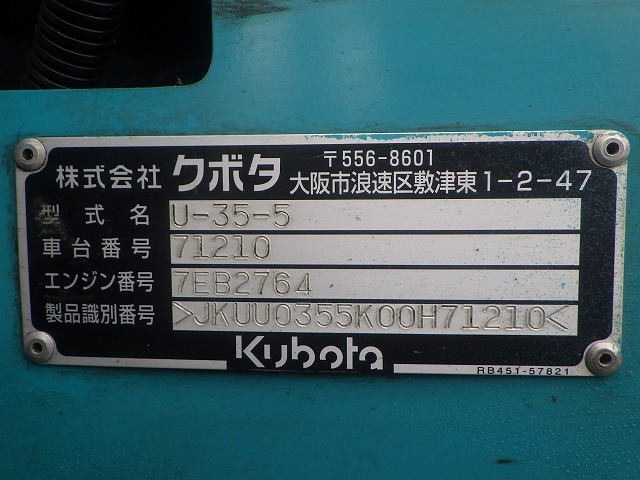 株式会社 クボタ 〒556-8601
大阪市浪速区敷津東1-2-47
型式名 U-35-5
車台番号 71210
エンジン番号 7EB2764
製品識別番号 >JKUU0355K00H71210<
Kubota
RB451-57821